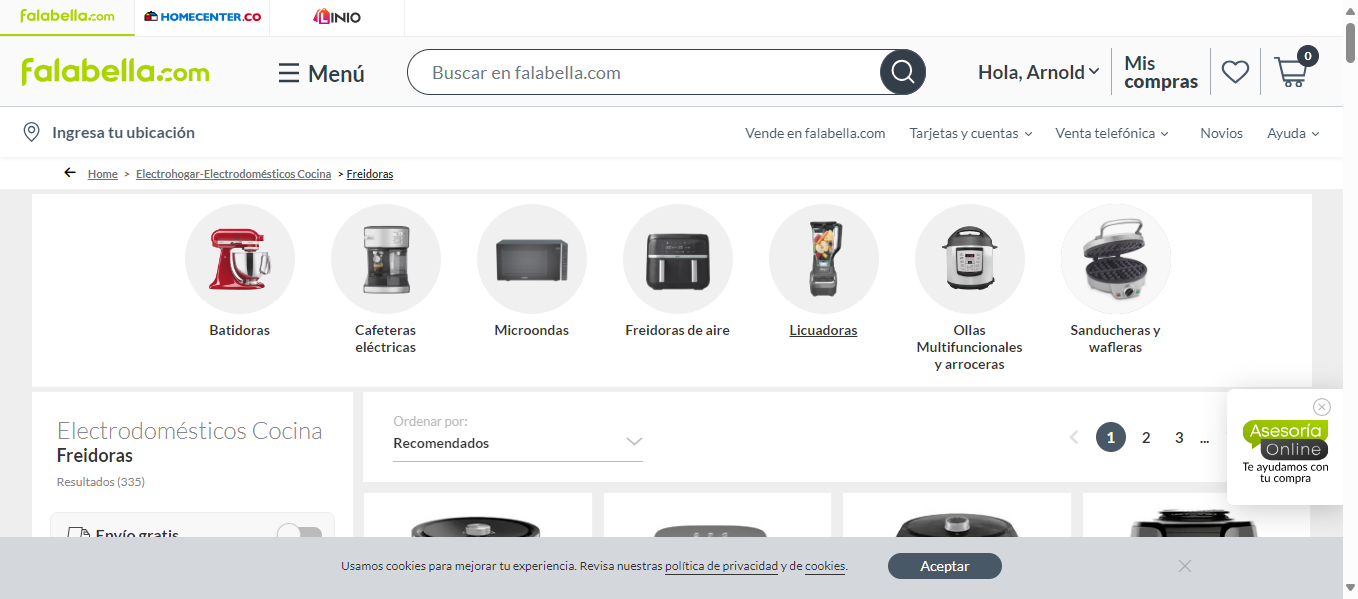 falabella.com
HOMECENTER.CO
LINIO
falabella.com
Menú
Buscar en falabella.com
Hola, Arnold
Mis
compras
0
Ingresa tu ubicación
Vende en falabella.com
Tarjetas y cuentas
Venta telefónica
Novios
Ayuda
Home > Electrohogar-Electrodomésticos Cocina > Freidoras
Batidoras
Cafeteras
eléctricas
Microondas
Freidoras de aire
Licuadoras
Ollas
Multifuncionales
y arroceras
Sanducheras y
wafleras
Electrodomésticos Cocina
Freidoras
Resultados (335)
Envío gratis
Ordenar por:
Recomendados
1 2 3 ...
Asesoría
Online
Te ayudamos con
tu compra
Usamos cookies para mejorar tu experiencia. Revisa nuestras política de privacidad y de cookies.
Aceptar